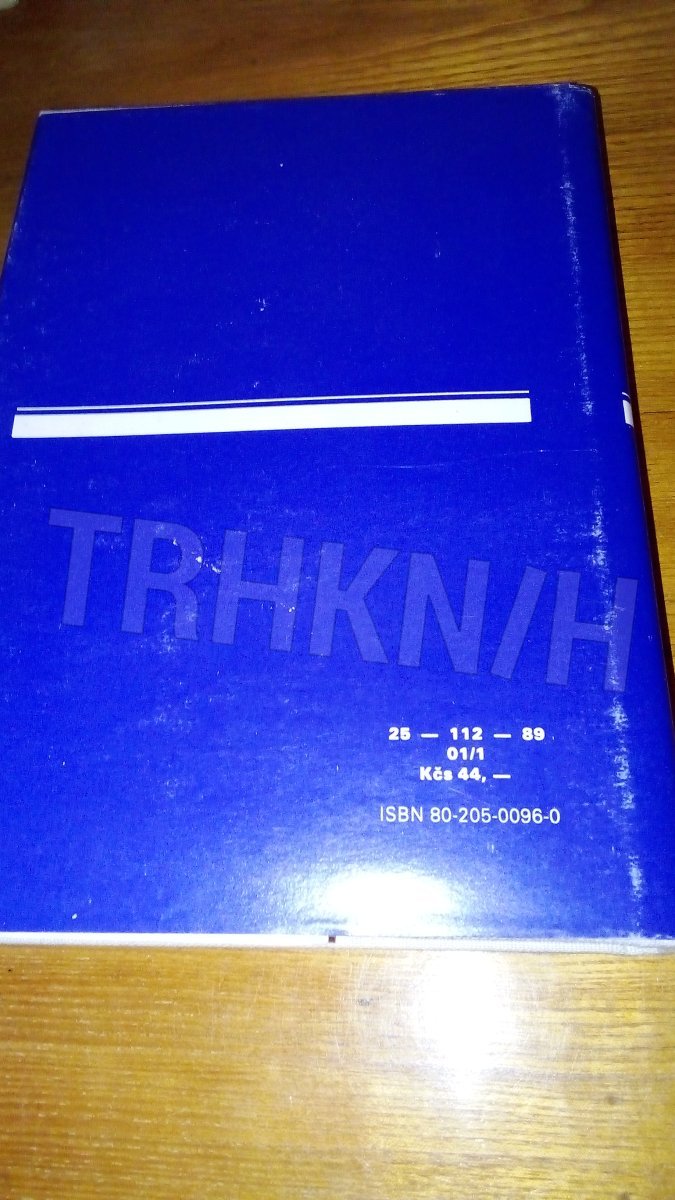 TRHKN/H
25 — 112 — 89
01/1
Kčs 44, —
ISBN 80-205-0096-0